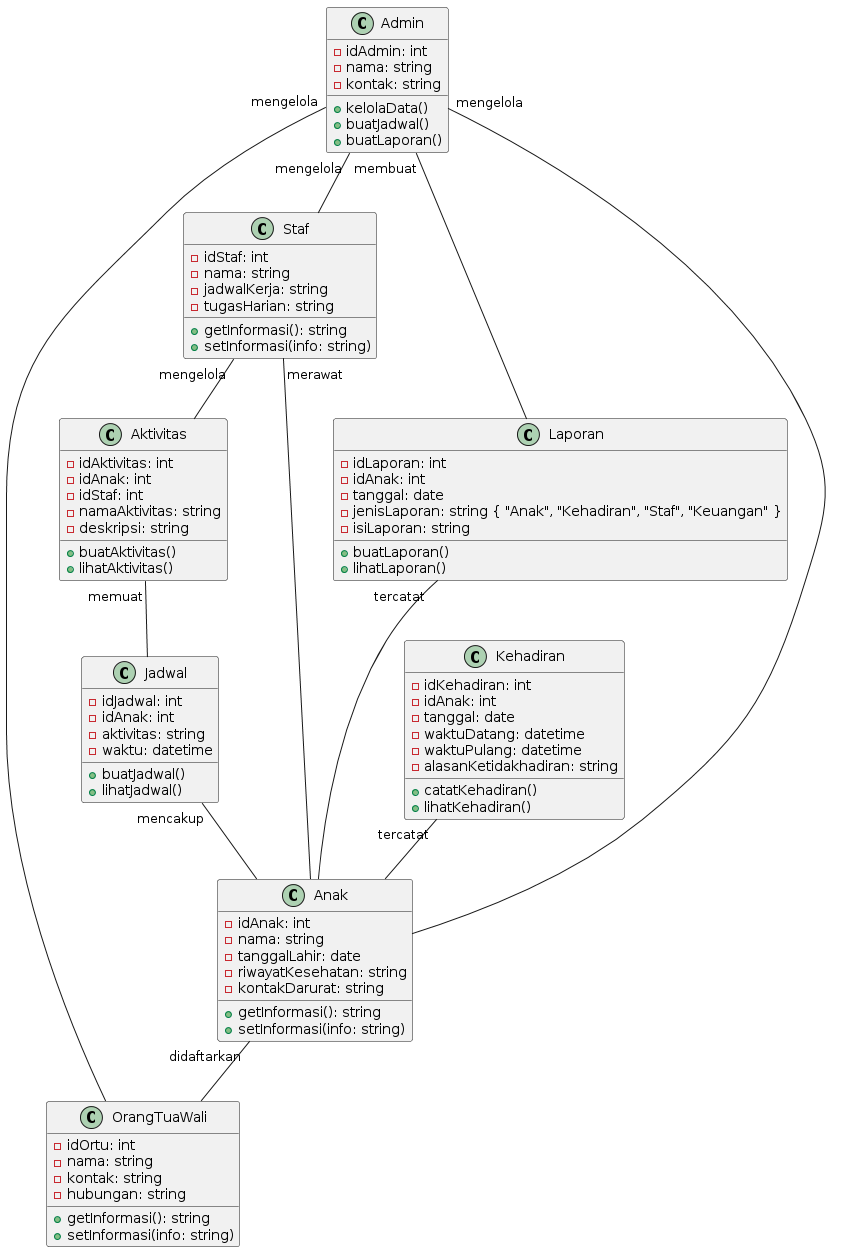 C Admin
idAdmin: int
nama: string
kontak: string
kelolaData()
buatJadwal()
buatLaporan()
mengelola
mengelola
mengelola
membuat
C Staf
idStaf: int
nama: string
jadwalKerja: string
tugasHarian: string
getInformasi(): string
setInformasi(info: string)
mengelola
merawat
C Aktivitas
idAktivitas: int
idAnak: int
idStaf: int
namaAktivitas: string
deskripsi: string
buatAktivitas()
lihatAktivitas()
C Laporan
idLaporan: int
idAnak: int
tanggal: date
jenisLaporan: string { "Anak", "Kehadiran", "Staf", "Keuangan" }
isiLaporan: string
buatLaporan()
lihatLaporan()
memuat
tercatat
C Jadwal
idJadwal: int
idAnak: int
aktivitas: string
waktu: datetime
buatJadwal()
lihatJadwal()
C Kehadiran
idKehadiran: int
idAnak: int
tanggal: date
waktuDatang: datetime
waktuPulang: datetime
alasanKetidakhadiran: string
catatKehadiran()
lihatKehadiran()
mencakup
tercatat
C Anak
idAnak: int
nama: string
tanggalLahir: date
riwayatKesehatan: string
kontakDarurat: string
getInformasi(): string
setInformasi(info: string)
didaftarkan
C OrangTuaWali
idOrtu: int
nama: string
kontak: string
hubungan: string
getInformasi(): string
setInformasi(info: string)